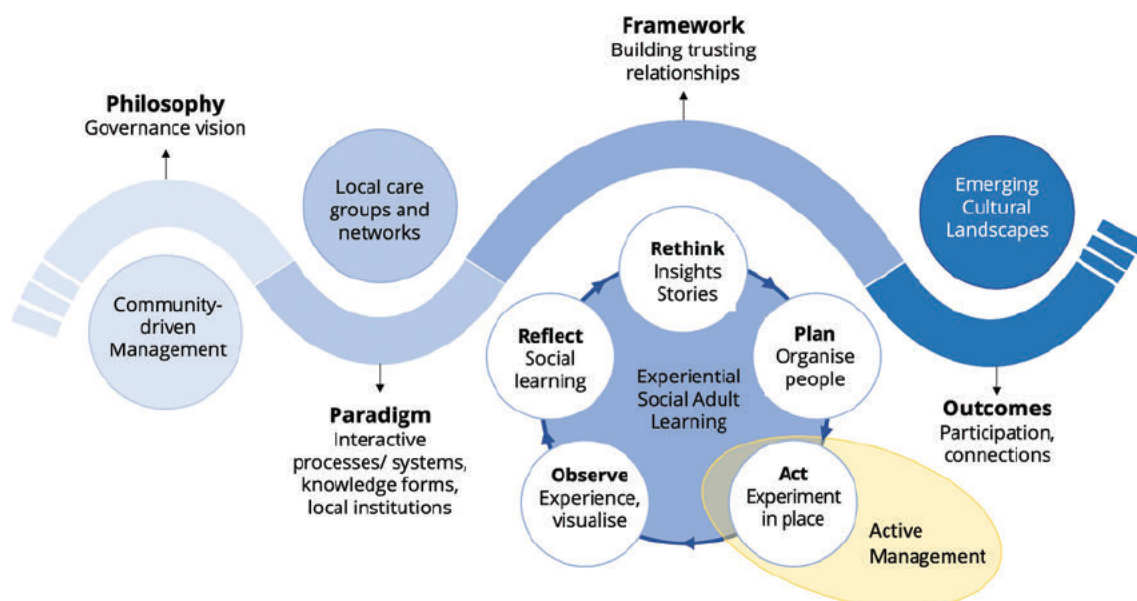 Philosophy
Governance vision
Community-
driven
Management
Local care
groups and
networks
Paradigm
Interactive
processes/ systems,
knowledge forms,
local institutions
Framework
Building trusting
relationships
Rethink
Insights
Stories
Plan
Organise
people
Act
Experiment
in place
Observe
Experience,
visualise
Reflect
Social
learning
Experiential
Social Adult
Learning
Active
Management
Emerging
Cultural
Landscapes
Outcomes
Participation,
connections